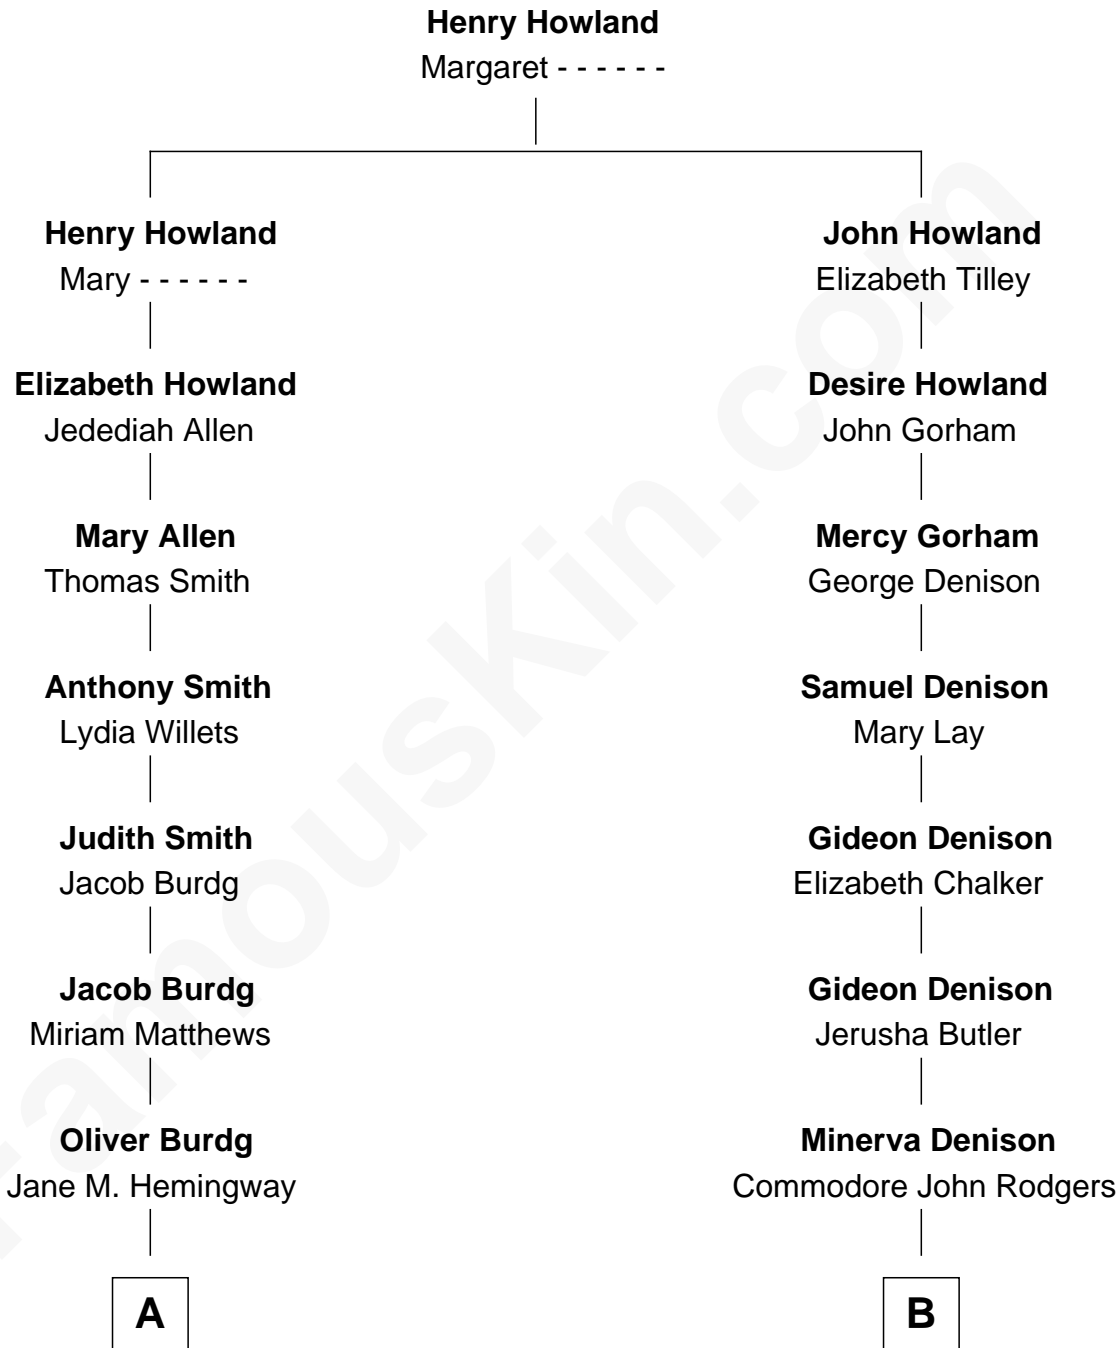 Henry Howland
Margaret - - - - - -
Henry Howland
Mary - - - - - -
John Howland
Elizabeth Tilley
Elizabeth Howland
Jedediah Allen
Desire Howland
John Gorham
Mary Allen
Thomas Smith
Mercy Gorham
George Denison
Anthony Smith
Lydia Willets
Samuel Denison
Mary Lay
Judith Smith
Jacob Burdg
Gideon Denison
Elizabeth Chalker
Jacob Burdg
Miriam Matthews
Gideon Denison
Jerusha Butler
Oliver Burdg
Jane M. Hemingway
Minerva Denison
Commodore John Rodgers
A
B
FamousKin.com